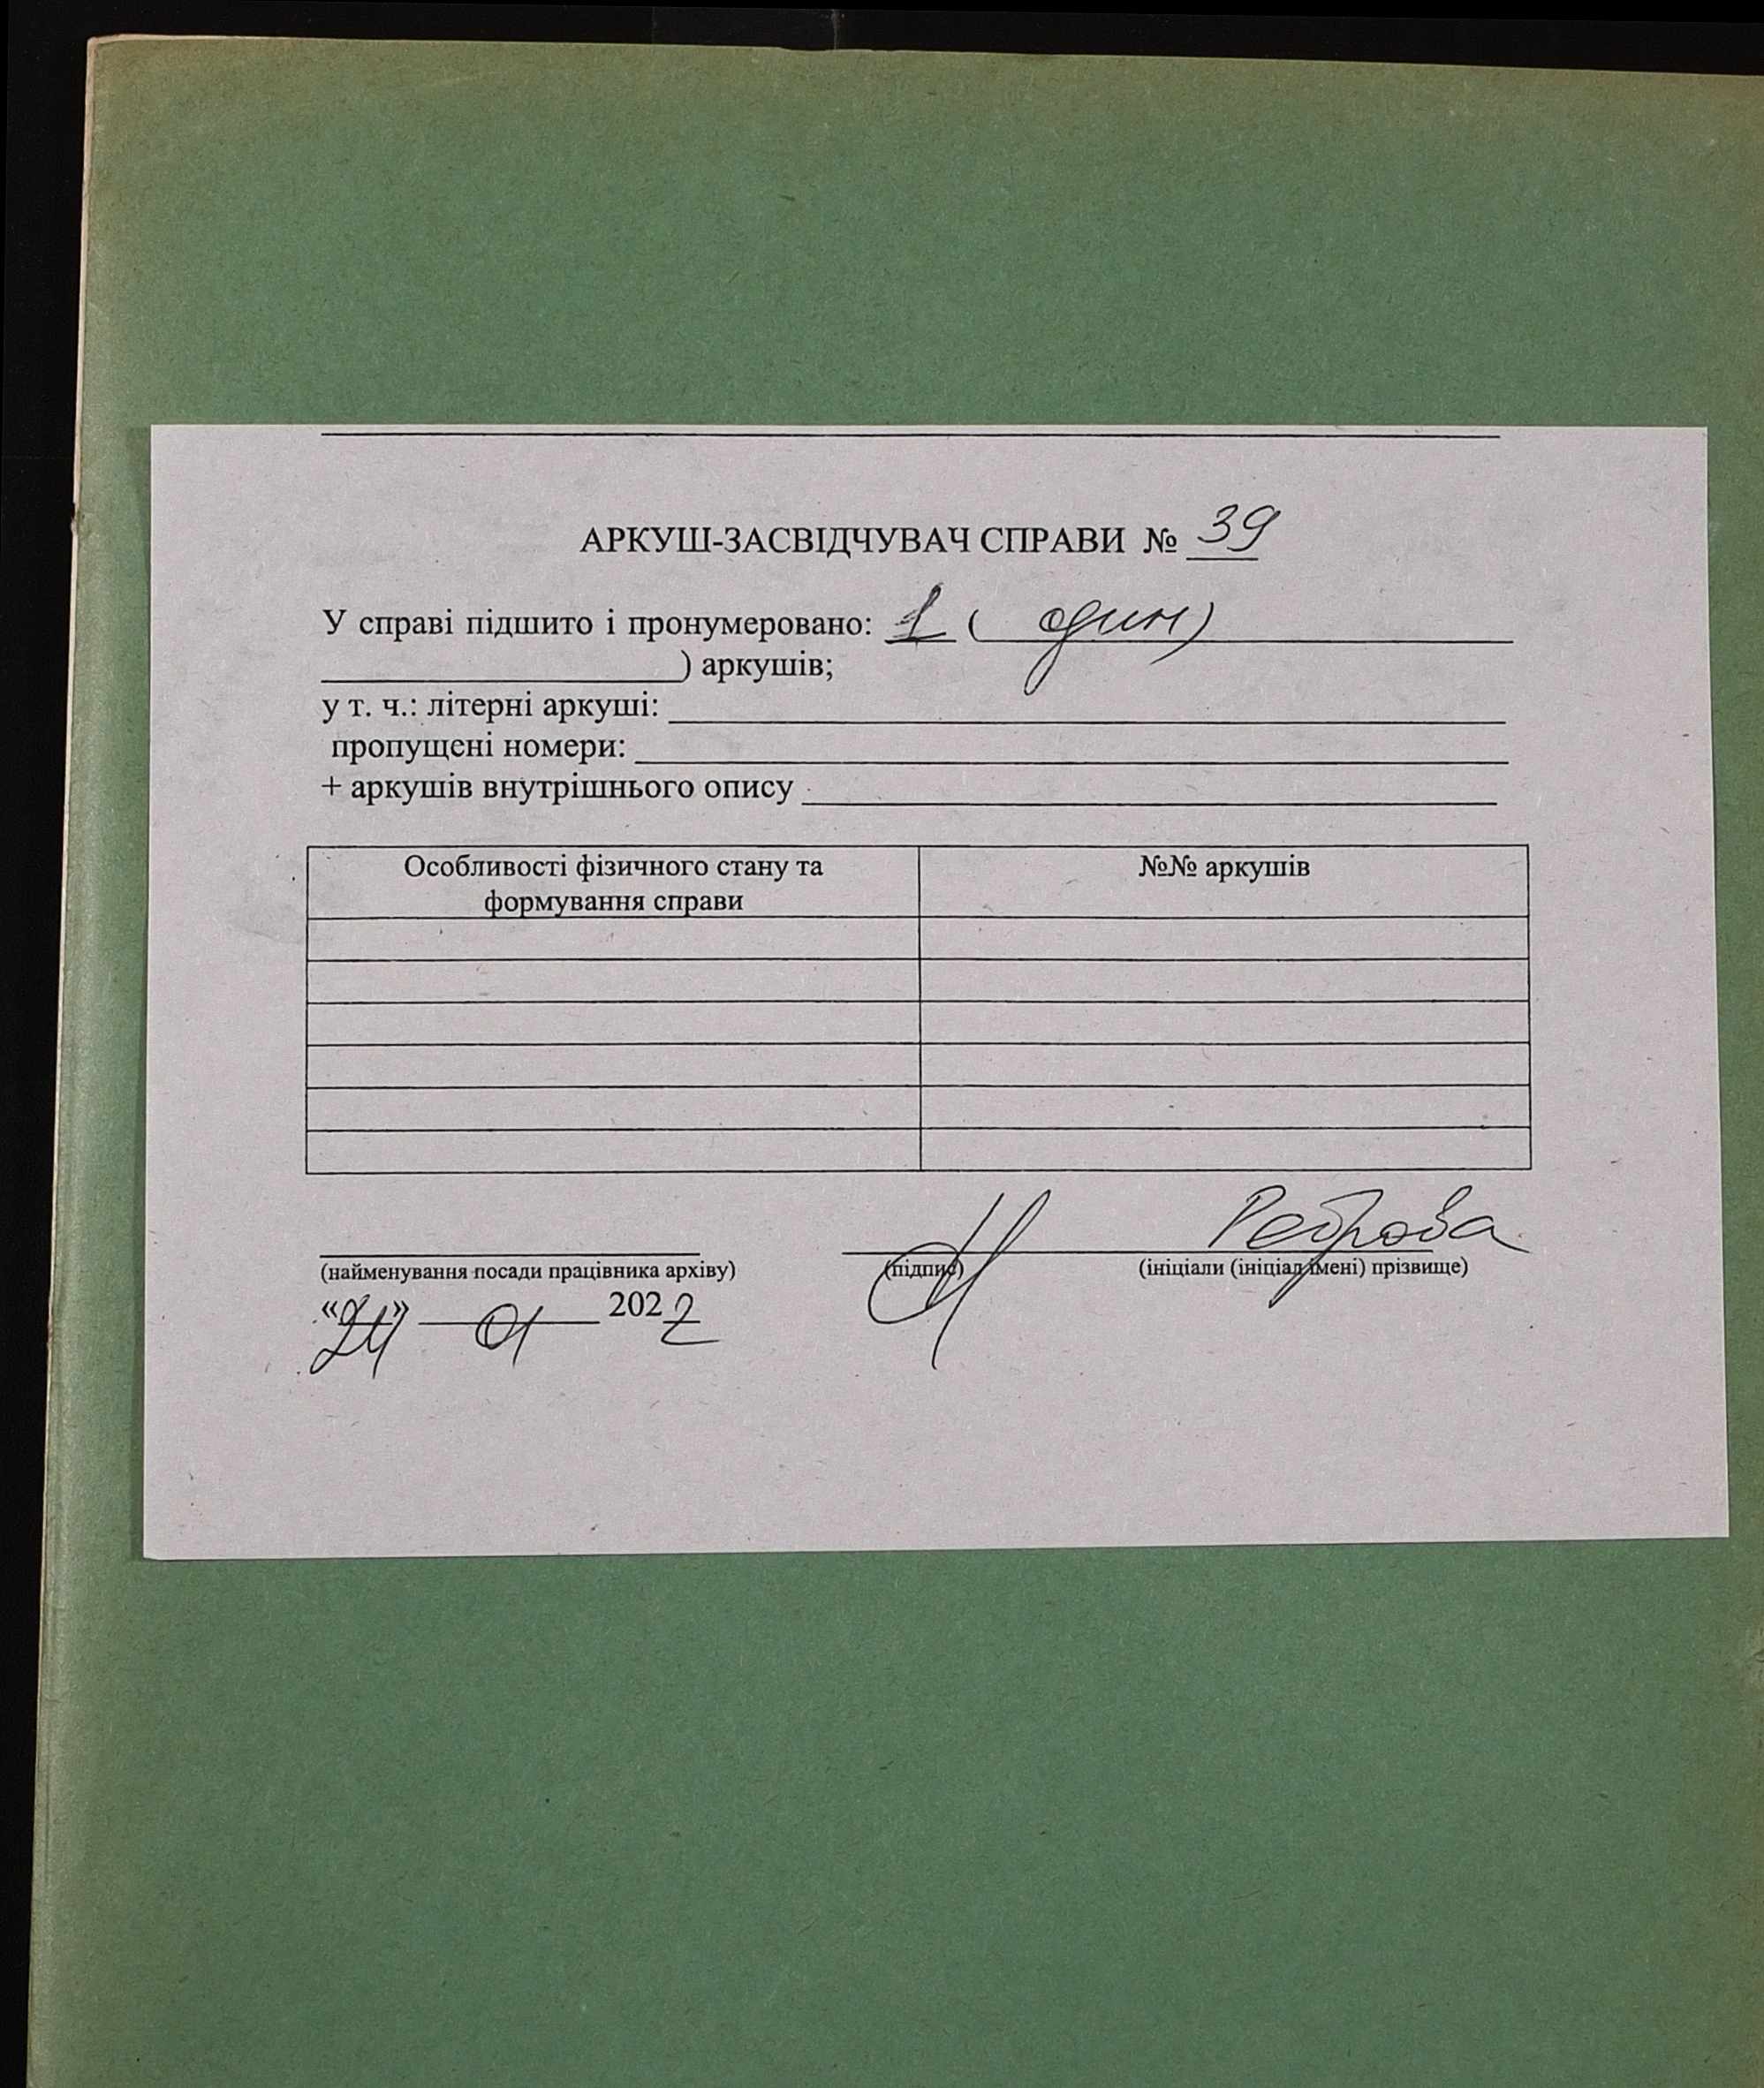 АРКУШ-ЗАСВІДЧУВАЧ СПРАВИ № 39
У справі підшито і пронумеровано: 1 ( один)
) аркушів;
у т. ч.: літерні аркуші:
пропущені номери:
+ аркушів внутрішнього опису
Особливості фізичного стану та №№ аркушів
формування справи
Реброва
(найменування посади працівника архіву) (підпис) (ініціали (ініціал імені) прізвище)
«24» 01 2022